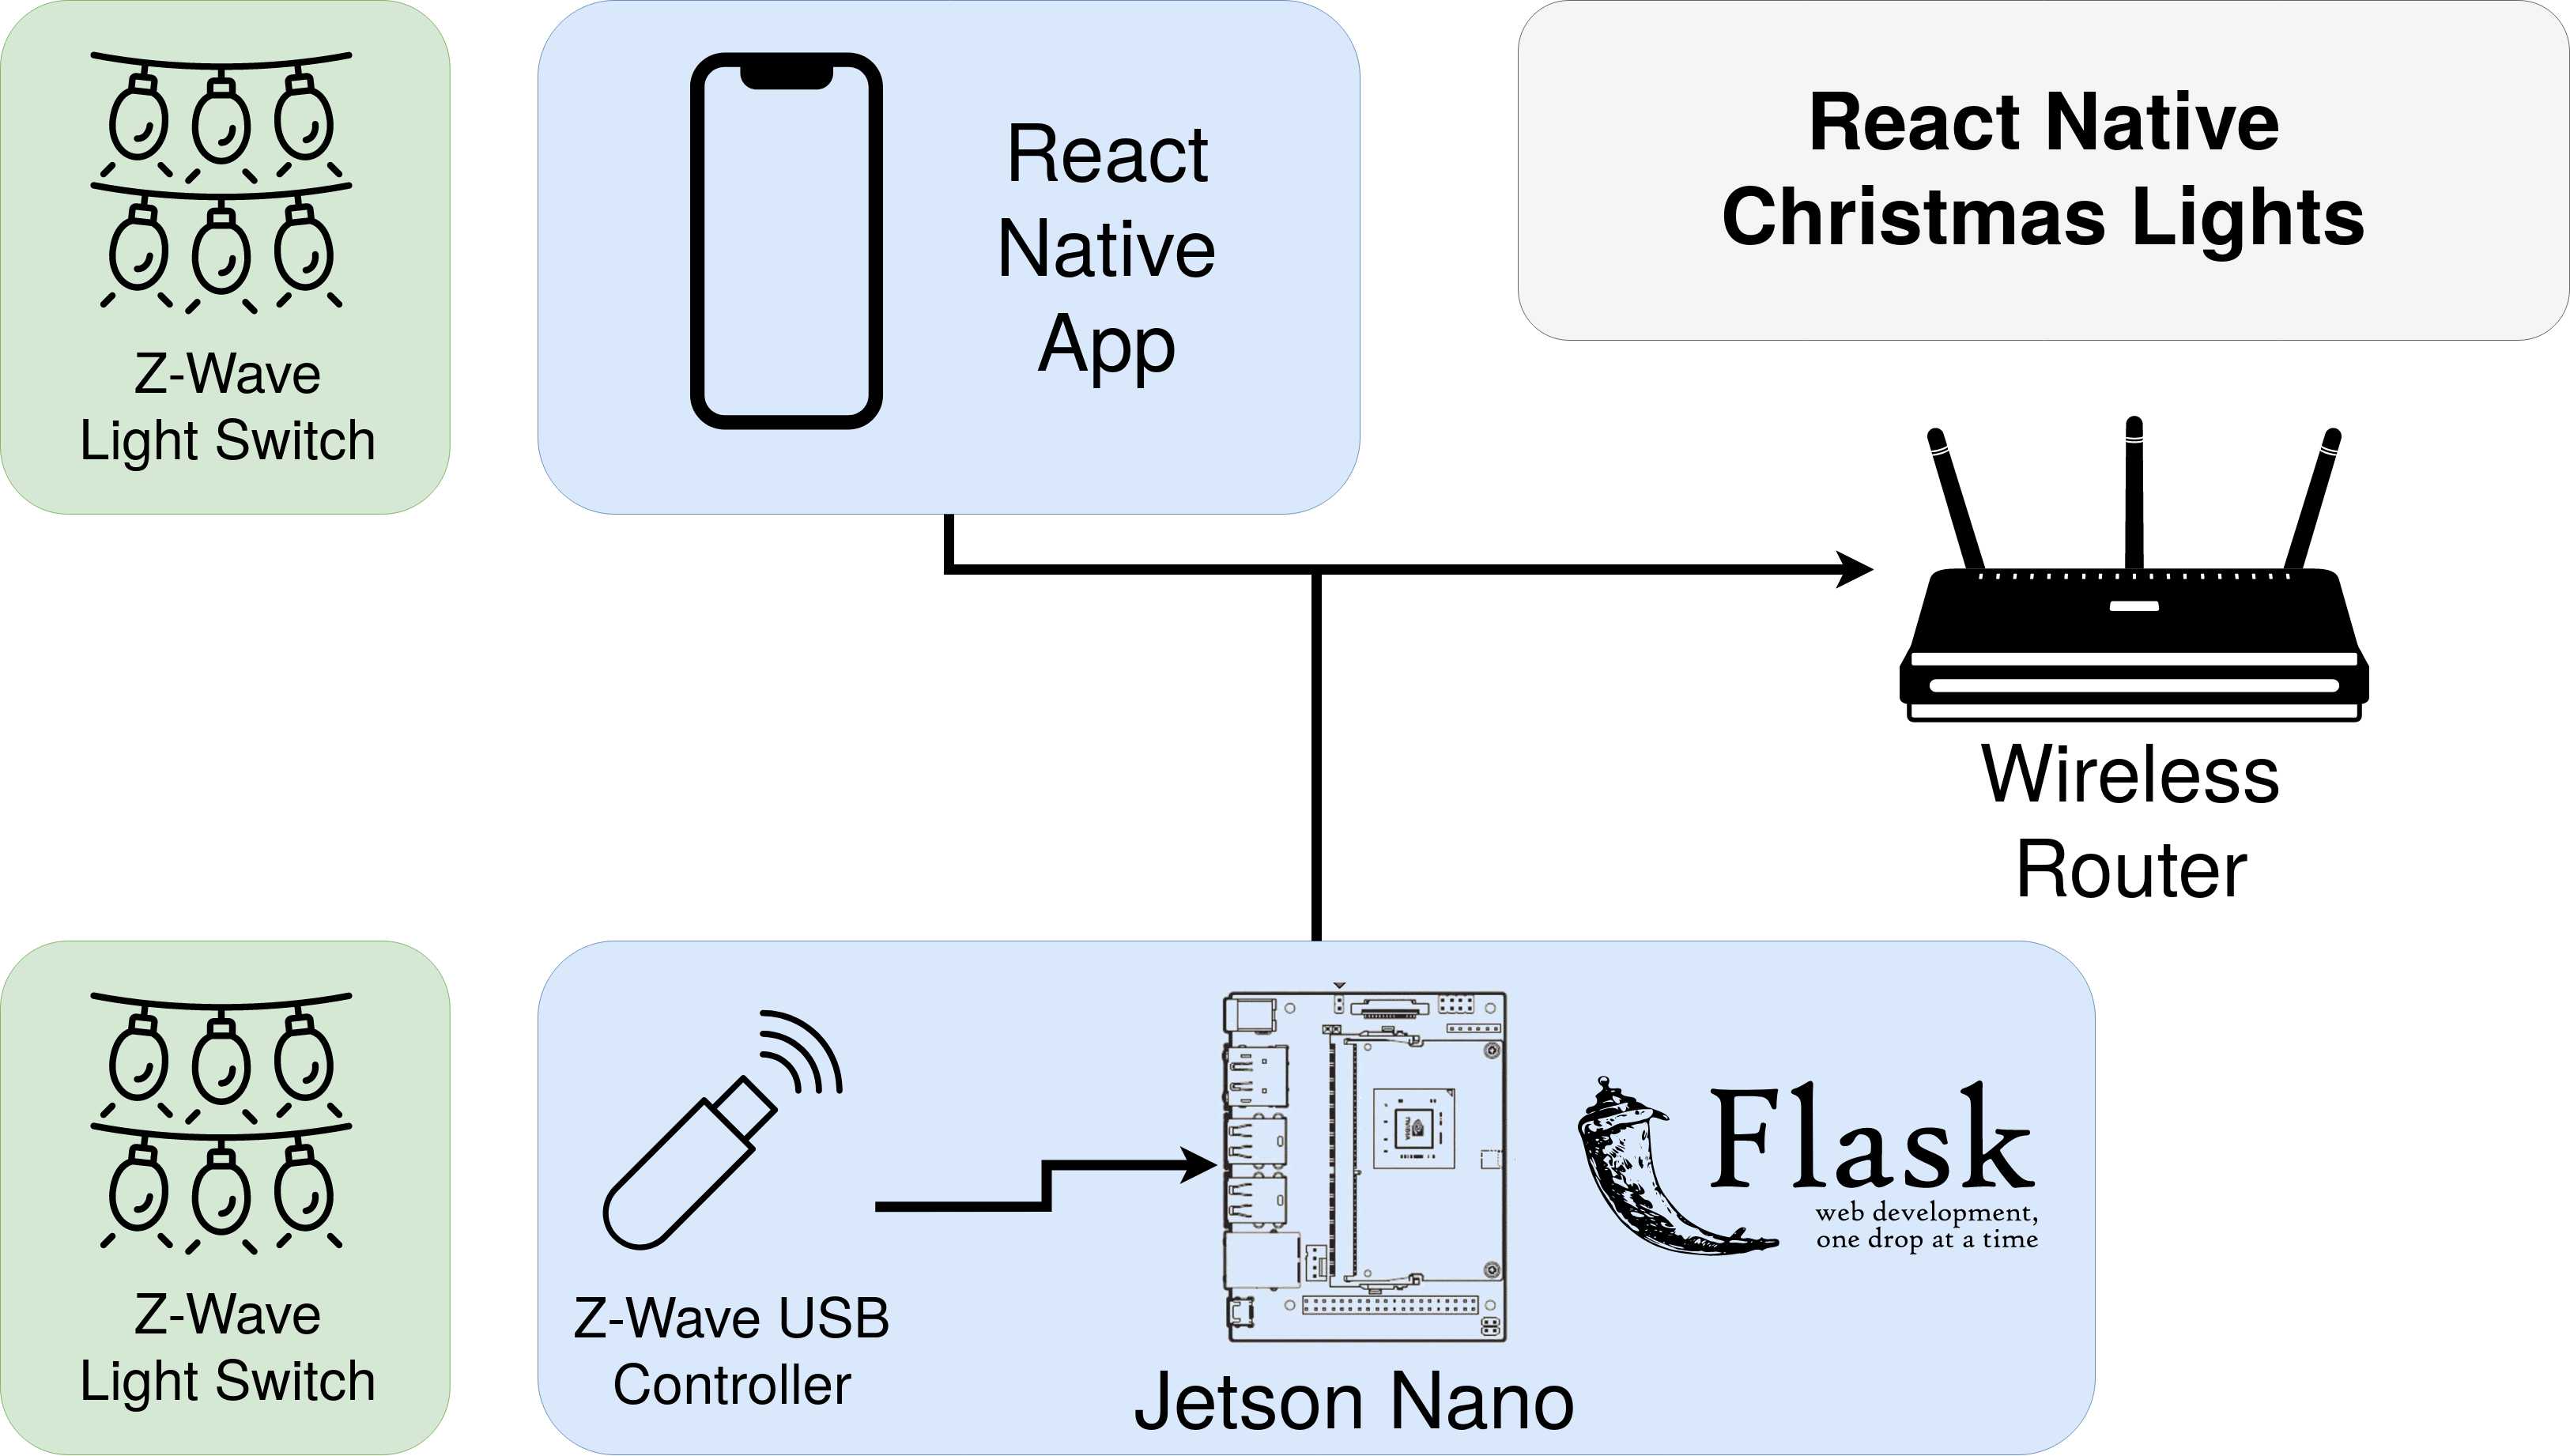 Z-Wave
Light Switch
React
Native
App
React Native
Christmas Lights
Wireless
Router
Z-Wave
Light Switch
Z-Wave USB
Controller
Jetson Nano
Flask
web development,
one drop at a time